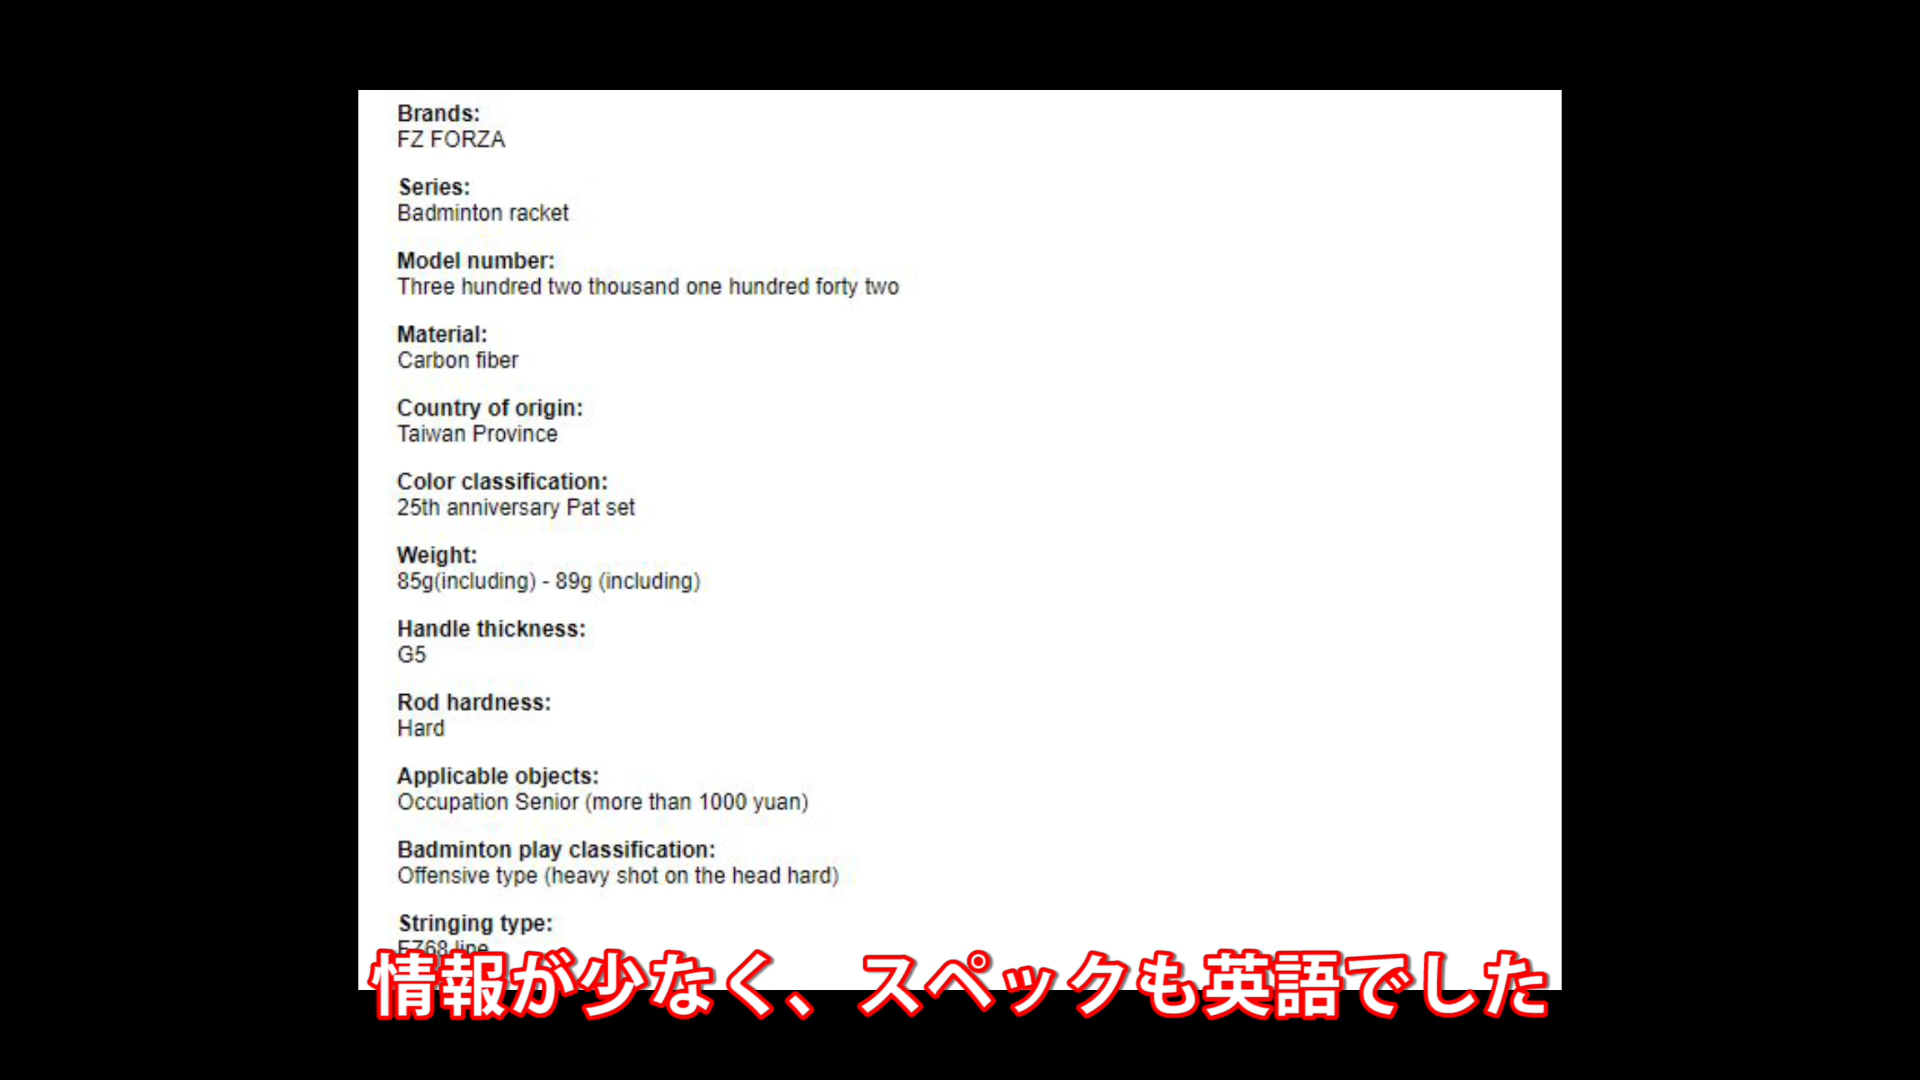 Brands:
FZ FORZA
Series:
Badminton racket
Model number:
Three hundred two thousand one hundred forty two
Material:
Carbon fiber
Country of origin:
Taiwan Province
Color classification:
25th anniversary Pat set
Weight:
85g(including) - 89g (including)
Handle thickness:
G5
Rod hardness:
Hard
Applicable objects:
Occupation Senior (more than 1000 yuan)
Badminton play classification:
Offensive type (heavy shot on the head hard)
Stringing type:
FZ68 line
情報が少なく、スペックも英語でした